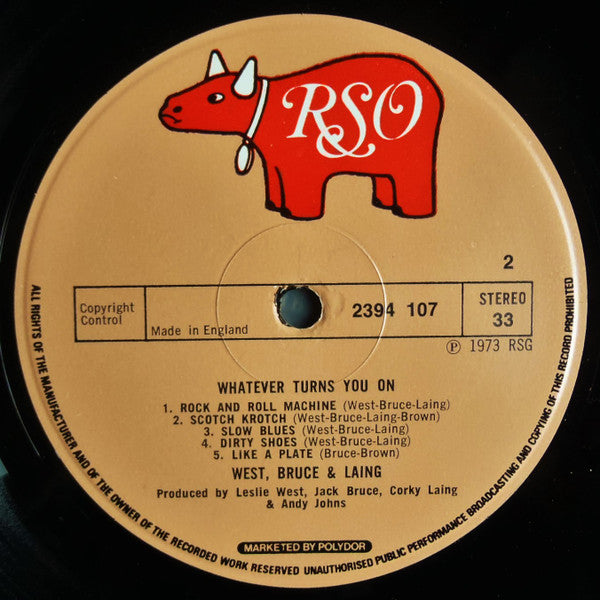 RSO
2
Copyright
Control
Made in England
2394 107
STEREO
33
℗ 1973 RSG
WHATEVER TURNS YOU ON
1. ROCK AND ROLL MACHINE (West-Bruce-Laing)
2. SCOTCH KROTCH (West-Bruce-Laing-Brown)
3. SLOW BLUES (West-Bruce-Laing)
4. DIRTY SHOES (West-Bruce-Laing)
5. LIKE A PLATE (Bruce-Brown)
WEST, BRUCE & LAING
Produced by Leslie West, Jack Bruce, Corky Laing
& Andy Johns
MARKETED BY POLYDOR
ALL RIGHTS OF THE MANUFACTURER AND OF THE OWNER OF THE RECORDED WORK RESERVED UNAUTHORISED PUBLIC PERFORMANCE BROADCASTING AND COPYING OF THIS RECORD PROHIBITED